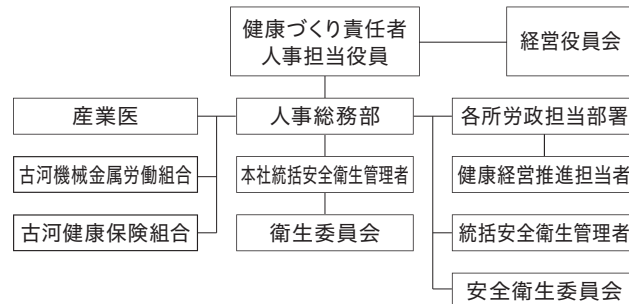 健康づくり責任者
人事担当役員
経営役員会
産業医
人事総務部
各所労政担当部署
古河機械金属労働組合
本社統括安全衛生管理者
健康経営推進担当者
古河健康保険組合
衛生委員会
統括安全衛生管理者
安全衛生委員会